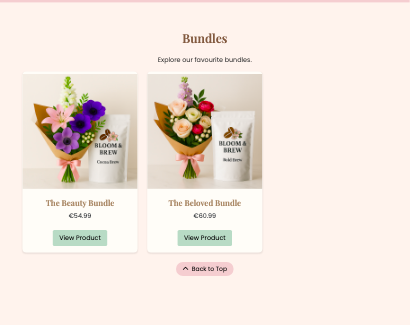 Bundles
Explore our favourite bundles.
BLOOM &
BREW
Cocoa Brew
BLOOM &
BREW
Bold Brew
The Beauty Bundle
€54.99
View Product
The Beloved Bundle
€60.99
View Product
Back to Top